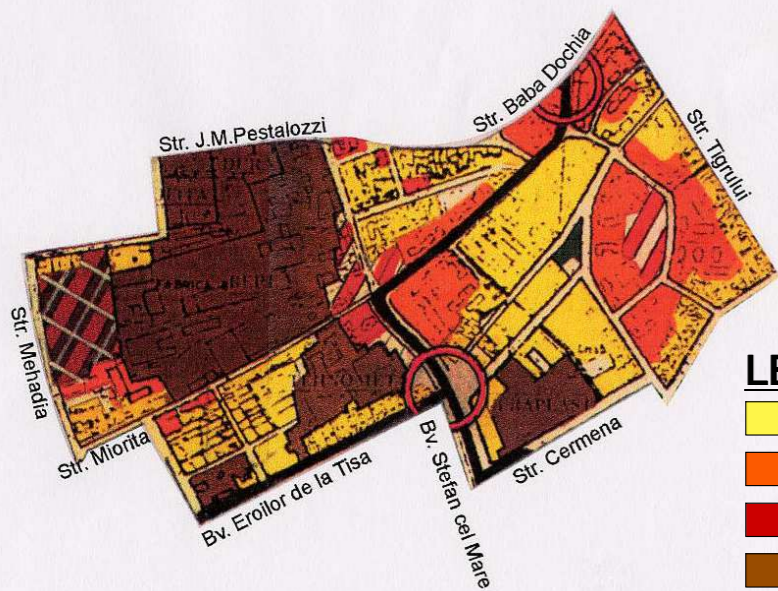 Str. Baba Dochia
Str. J.M.Pestalozzi
Str. Tigrului
Str. Mehadia
Str. Miorita
Bv. Eroilor de la Tisa
Bv. Stefan cel Mare
Str. Cermena
LE